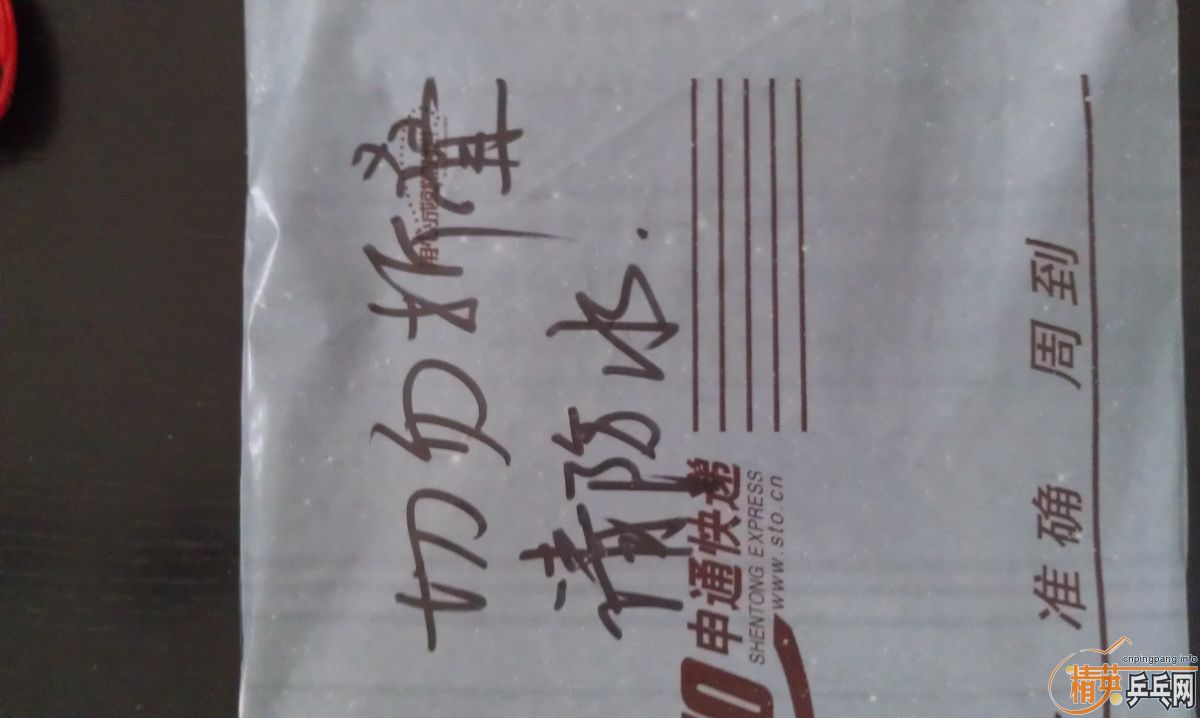 切勿折叠
请防水.
申通快递
SHENTONG EXPRESS
www.sto.cn
准确 周到
cnpingpang.info
精英乒乓网